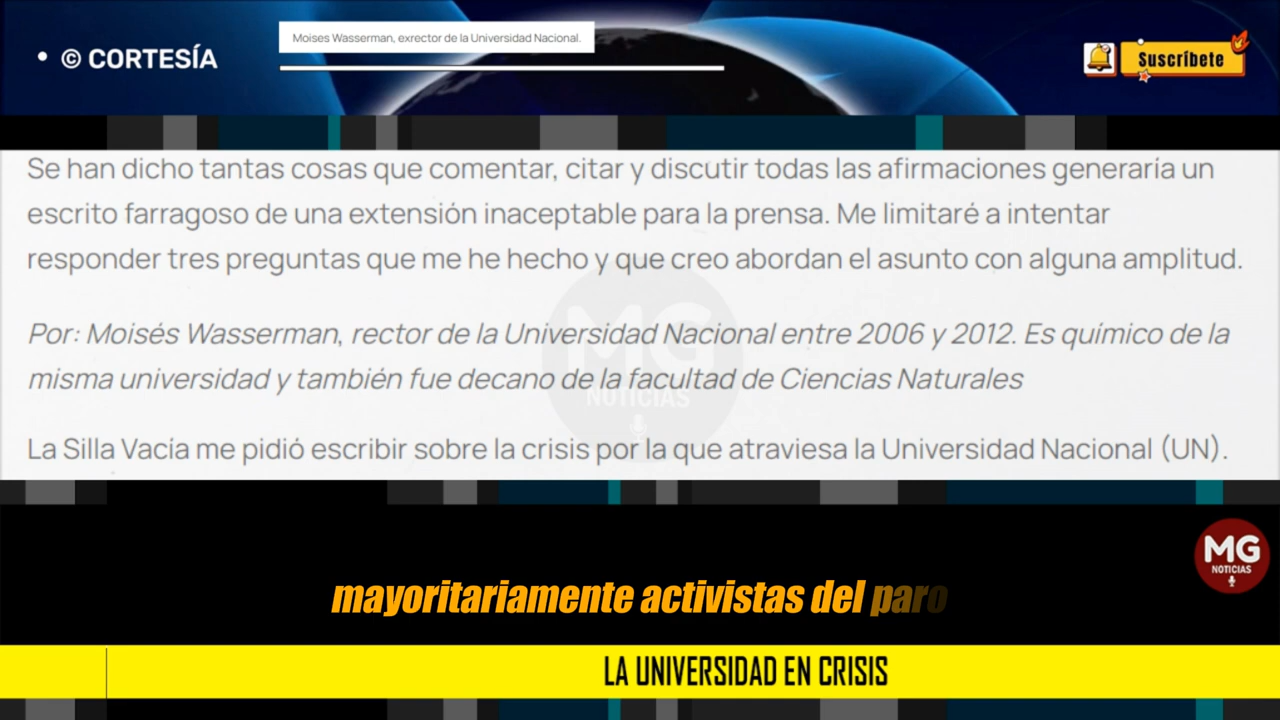 • © CORTESÍA
Moises Wasserman, exrector de la Universidad Nacional.
Suscríbete
Se han dicho tantas cosas que comentar, citar y discutir todas las afirmaciones generaría un
escrito farragoso de una extensión inaceptable para la prensa. Me limitaré a intentar
responder tres preguntas que me he hecho y que creo abordan el asunto con alguna amplitud.
Por: Moisés Wasserman, rector de la Universidad Nacional entre 2006 y 2012. Es químico de la
misma universidad y también fue decano de la facultad de Ciencias Naturales
La Silla Vacía me pidió escribir sobre la crisis por la que atraviesa la Universidad Nacional (UN).
MG
NOTICIAS
MG
NOTICIAS
mayoritariamente activistas del paro
LA UNIVERSIDAD EN CRISIS